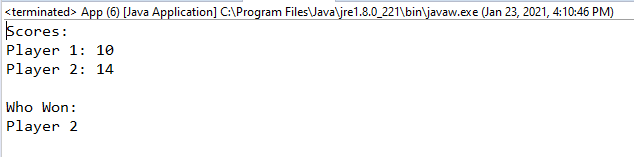 <terminated> App (6) [Java Application] C:\Program Files\Java\jre1.8.0_221\bin\javaw.exe (Jan 23, 2021, 4:10:46 PM)
Scores:
Player 1: 10
Player 2: 14

Who Won:
Player 2